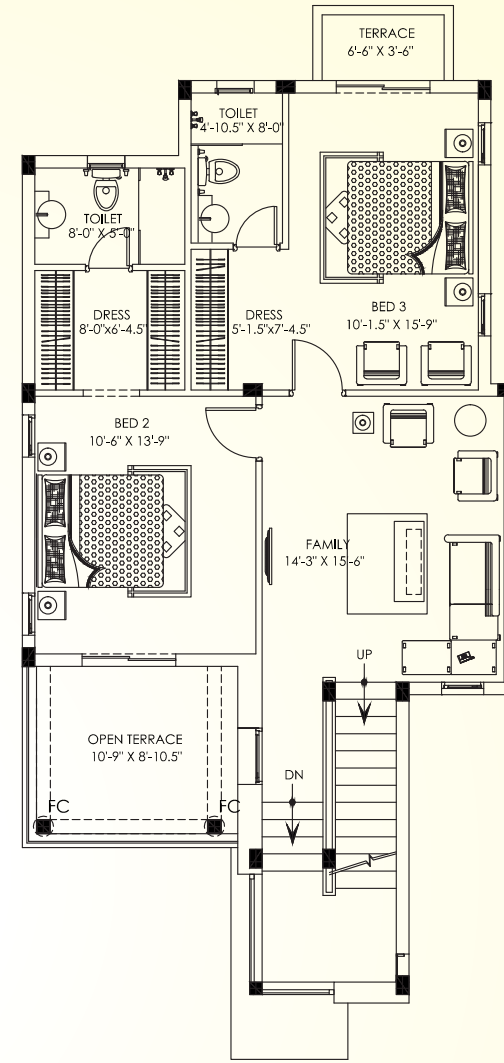 TERRACE
6'-6" X 3'-6"
TOILET
4'-10.5" X 8'-0"
TOILET
8'-0" X 5'-0"
DRESS
8'-0"x6'-4.5"
DRESS
5'-1.5"x7'-4.5"
BED 3
10'-1.5" X 15'-9"
BED 2
10'-6" X 13'-9"
FAMILY
14'-3" X 15'-6"
UP
OPEN TERRACE
10'-9" X 8'-10.5"
DN
FC
FC